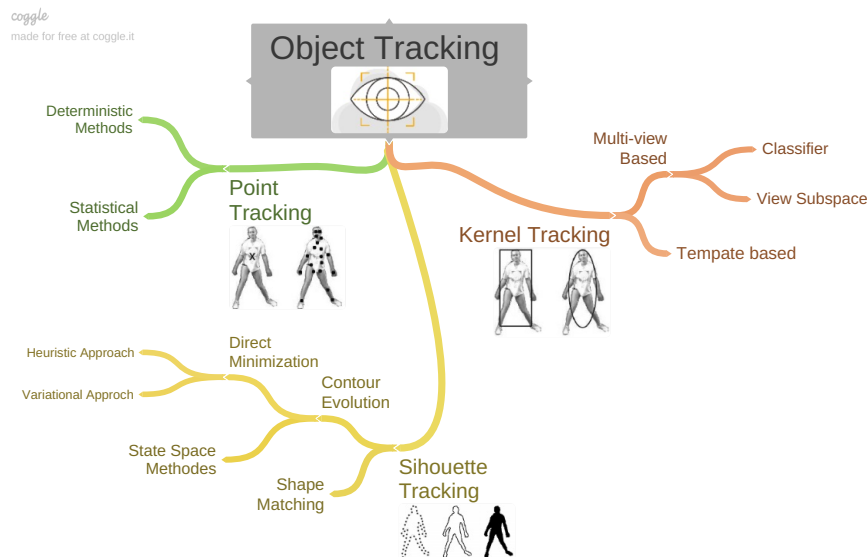 coggle
made for free at coggle.it
Object Tracking
Deterministic
Methods
Statistical
Methods
Point
Tracking
x
Multi-view
Based
Classifier
View Subspace
Kernel Tracking
Tempate based
Heuristic Approach
Variational Approch
Direct
Minimization
Contour
Evolution
State Space
Methodes
Shape
Matching
Sihouette
Tracking